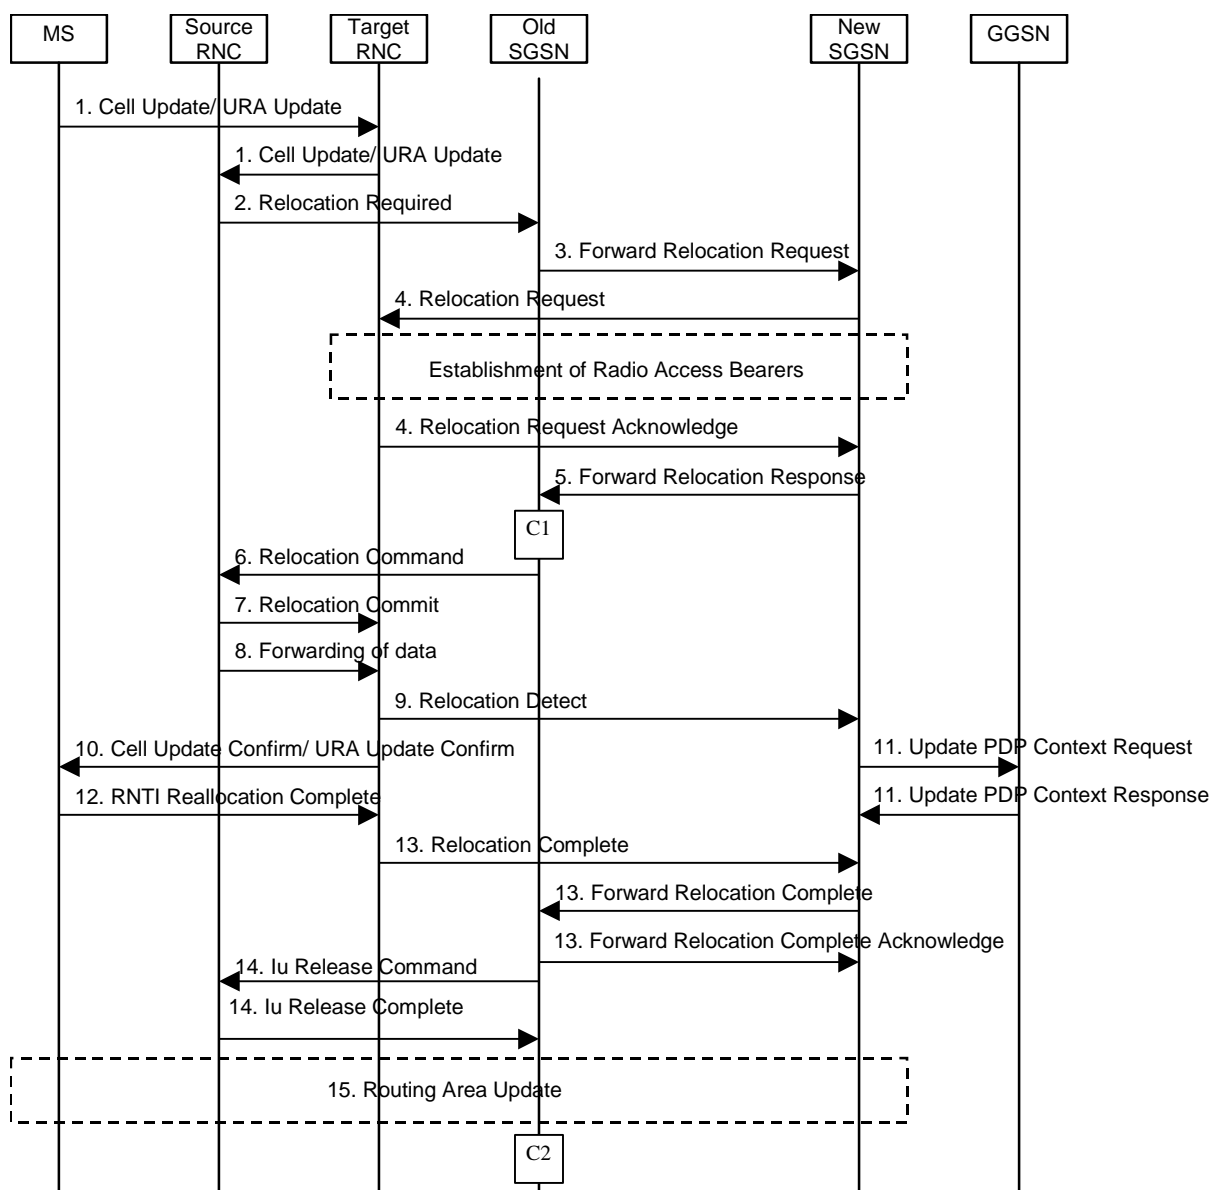 MS
Source
RNC
Target
RNC
Old
SGSN
New
SGSN
GGSN
1. Cell Update/ URA Update
1. Cell Update/ URA Update
2. Relocation Required
3. Forward Relocation Request
4. Relocation Request
Establishment of Radio Access Bearers
4. Relocation Request Acknowledge
5. Forward Relocation Response
C1
6. Relocation Command
7. Relocation Commit
8. Forwarding of data
9. Relocation Detect
10. Cell Update Confirm/ URA Update Confirm
11. Update PDP Context Request
12. RNTI Reallocation Complete
11. Update PDP Context Response
13. Relocation Complete
13. Forward Relocation Complete
13. Forward Relocation Complete Acknowledge
14. Iu Release Command
14. Iu Release Complete
15. Routing Area Update
C2